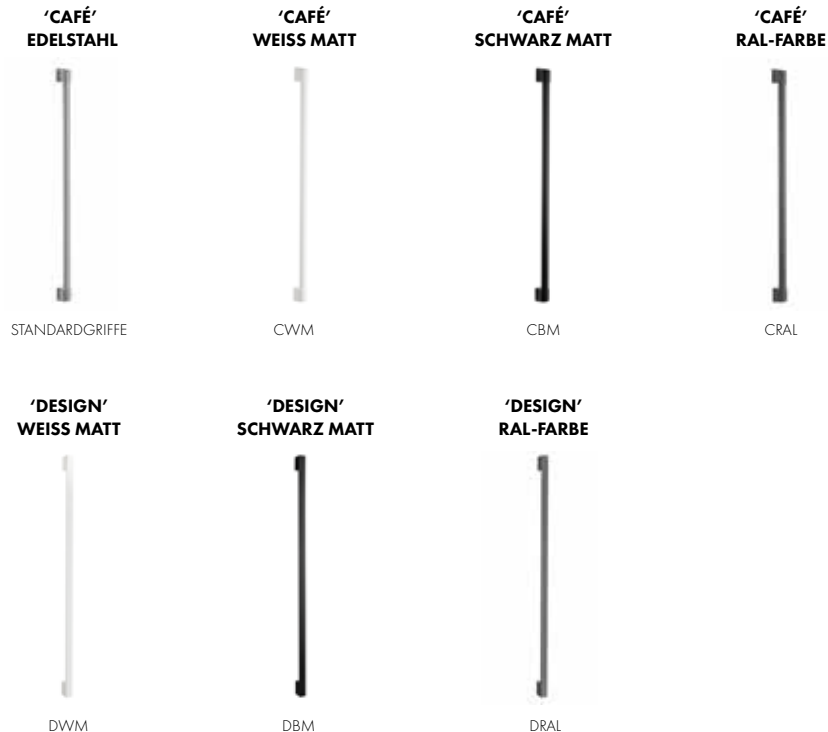 ‘CAFÉ’
EDELSTAHL
‘CAFÉ’
WEISS MATT
‘CAFÉ’
SCHWARZ MATT
‘CAFÉ’
RAL-FARBE
STANDARDGRIFFE
CWM
CBM
CRAL
‘DESIGN’
WEISS MATT
‘DESIGN’
SCHWARZ MATT
‘DESIGN’
RAL-FARBE
DWM
DBM
DRAL